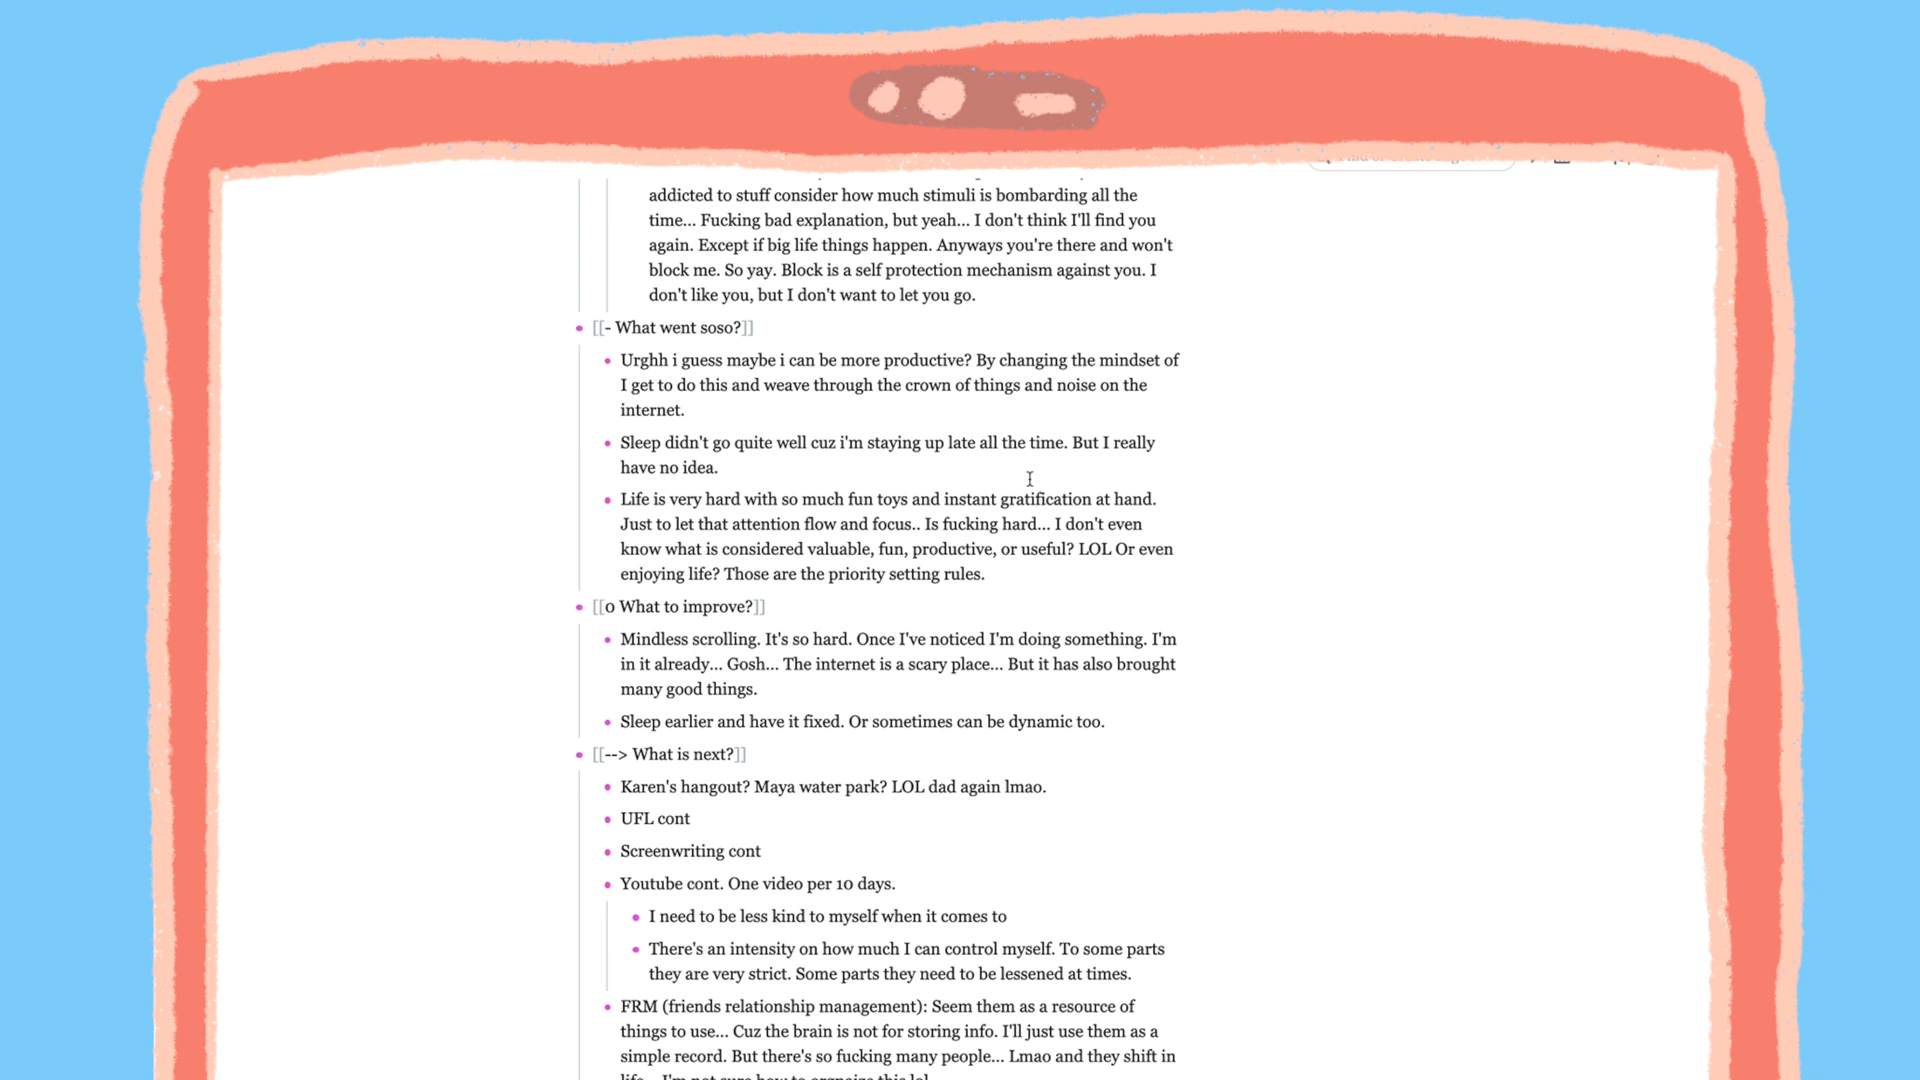 addicted to stuff consider how much stimuli is bombarding all the
time... Fucking bad explanation, but yeah... I don't think I'll find you
again. Except if big life things happen. Anyways you're there and won't
block me. So yay. Block is a self protection mechanism against you. I
don't like you, but I don't want to let you go.
[[- What went soso?]]
Urghh i guess maybe i can be more productive? By changing the mindset of
I get to do this and weave through the crown of things and noise on the
internet.
Sleep didn't go quite well cuz i'm staying up late all the time. But I really
have no idea.
Life is very hard with so much fun toys and instant gratification at hand.
Just to let that attention flow and focus.. Is fucking hard... I don't even
know what is considered valuable, fun, productive, or useful? LOL Or even
enjoying life? Those are the priority setting rules.
[[o What to improve?]]
Mindless scrolling. It's so hard. Once I've noticed I'm doing something. I'm
in it already... Gosh... The internet is a scary place... But it has also brought
many good things.
Sleep earlier and have it fixed. Or sometimes can be dynamic too.
[[--> What is next?]]
Karen's hangout? Maya water park? LOL dad again lmao.
UFL cont
Screenwriting cont
Youtube cont. One video per 10 days.
I need to be less kind to myself when it comes to
There's an intensity on how much I can control myself. To some parts
they are very strict. Some parts they need to be lessened at times.
FRM (friends relationship management): Seem them as a resource of
things to use... Cuz the brain is not for storing info. I'll just use them as a
simple record. But there's so fucking many people... Lmao and they shift in